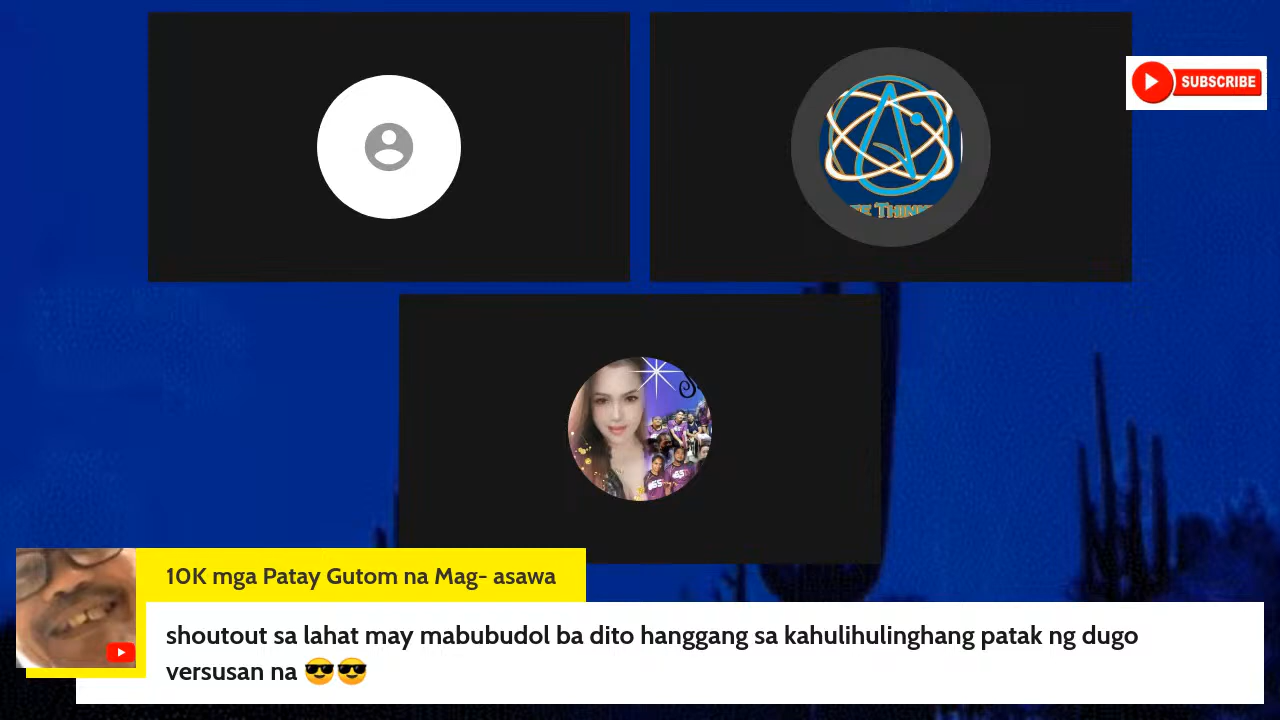 SUBSCRIBE
10K mga Patay Gutom na Mag- asawa
shoutout sa lahat may mabubudol ba dito hanggang sa kahulihulinghang patak ng dugo
versusan na 😎😎